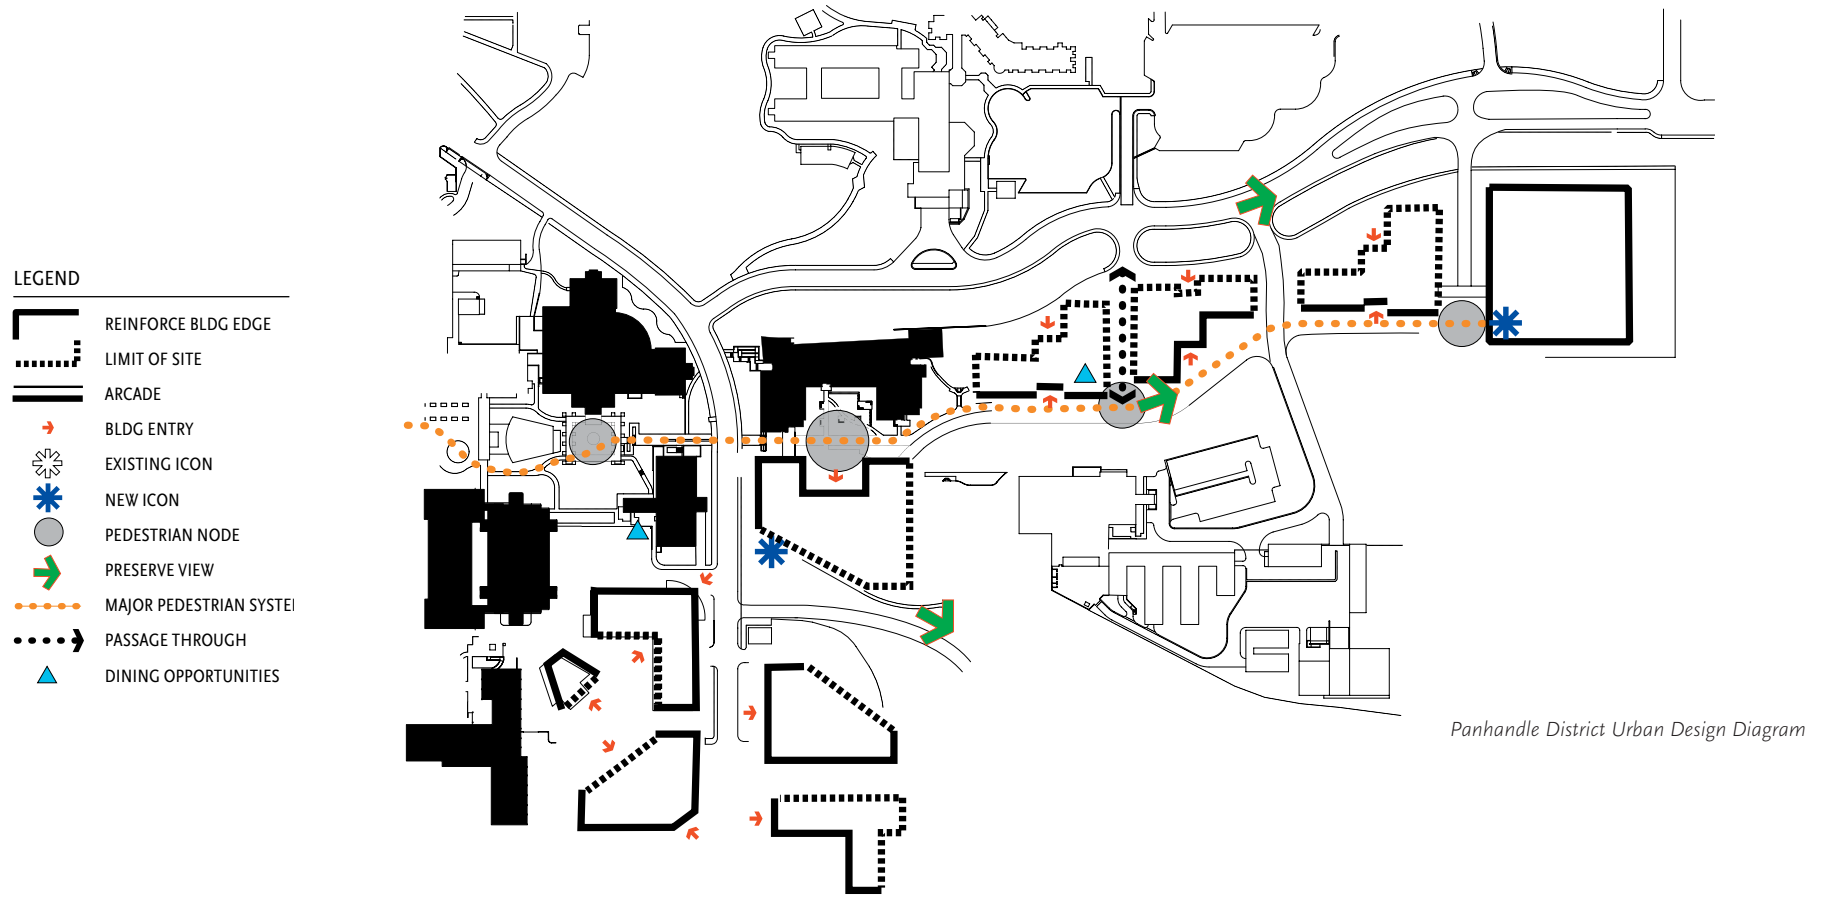 LEGEND
REINFORCE BLDG EDGE
LIMIT OF SITE
ARCADE
BLDG ENTRY
EXISTING ICON
NEW ICON
PEDESTRIAN NODE
PRESERVE VIEW
MAJOR PEDESTRIAN SYSTE
PASSAGE THROUGH
DINING OPPORTUNITIES
Panhandle District Urban Design Diagram